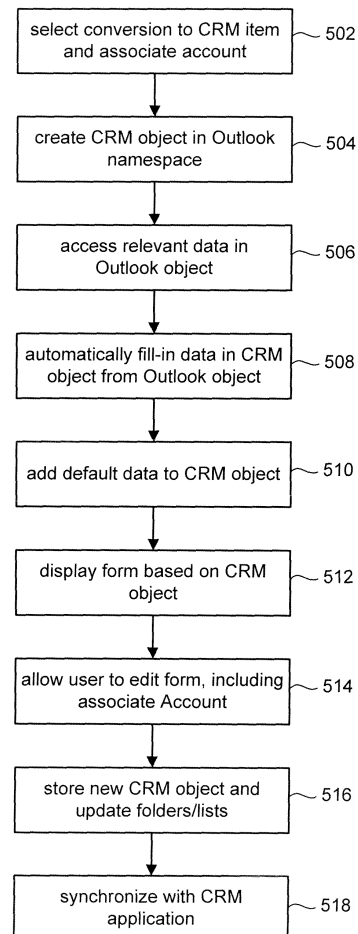 select conversion to CRM item
and associate account
502
create CRM object in Outlook
namespace
504
access relevant data in
Outlook object
506
automatically fill-in data in CRM
object from Outlook object
508
add default data to CRM object
510
display form based on CRM
object
512
allow user to edit form, including
associate Account
514
store new CRM object and
update folders/lists
516
synchronize with CRM
application
518